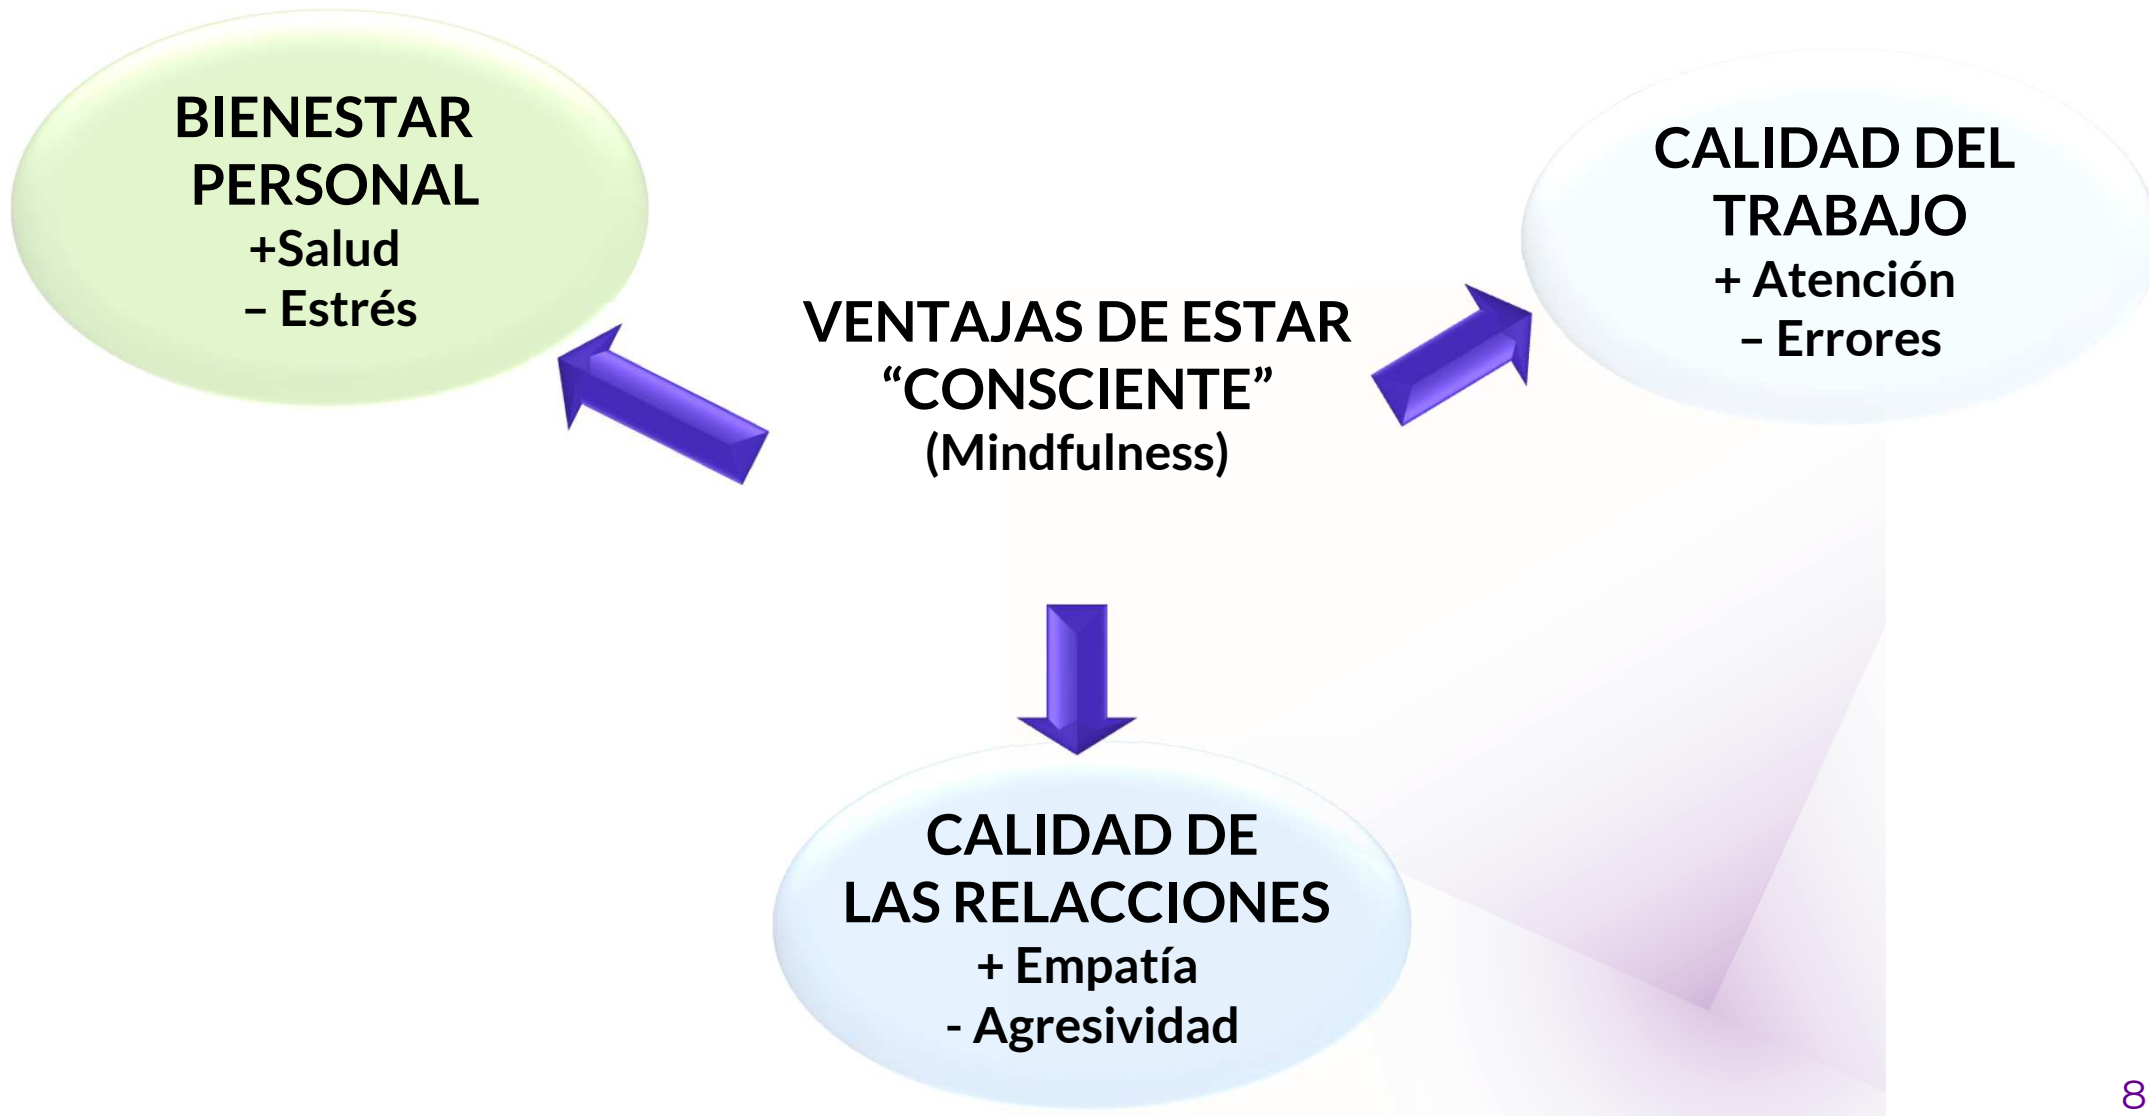 BIENESTAR
PERSONAL
+Salud
– Estrés
CALIDAD DEL
TRABAJO
+ Atención
– Errores
VENTAJAS DE ESTAR
“CONSCIENTE”
(Mindfulness)
CALIDAD DE
LAS RELACCIONES
+ Empatía
- Agresividad
8